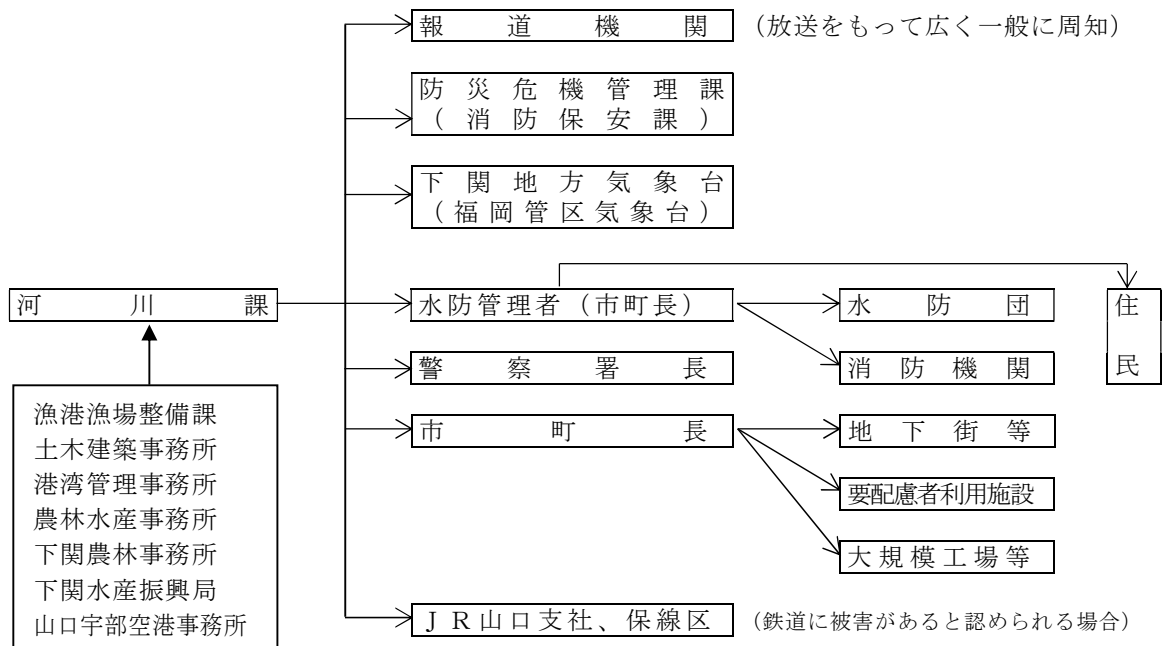 報道機関
(放送をもって広く一般に周知)
防災危機管理課
(消防保安課)
下関地方気象台
(福岡管区気象台)
河川課
水防管理者(市町長)
水防団
住民
警察署長
消防機関
漁港漁場整備課
土木建築事務所
港湾管理事務所
農林水産事務所
下関農林事務所
下関水産振興局
山口宇部空港事務所
市町長
地下街等
要配慮者利用施設
大規模工場等
JR山口支社、保線区
(鉄道に被害があると認められる場合)